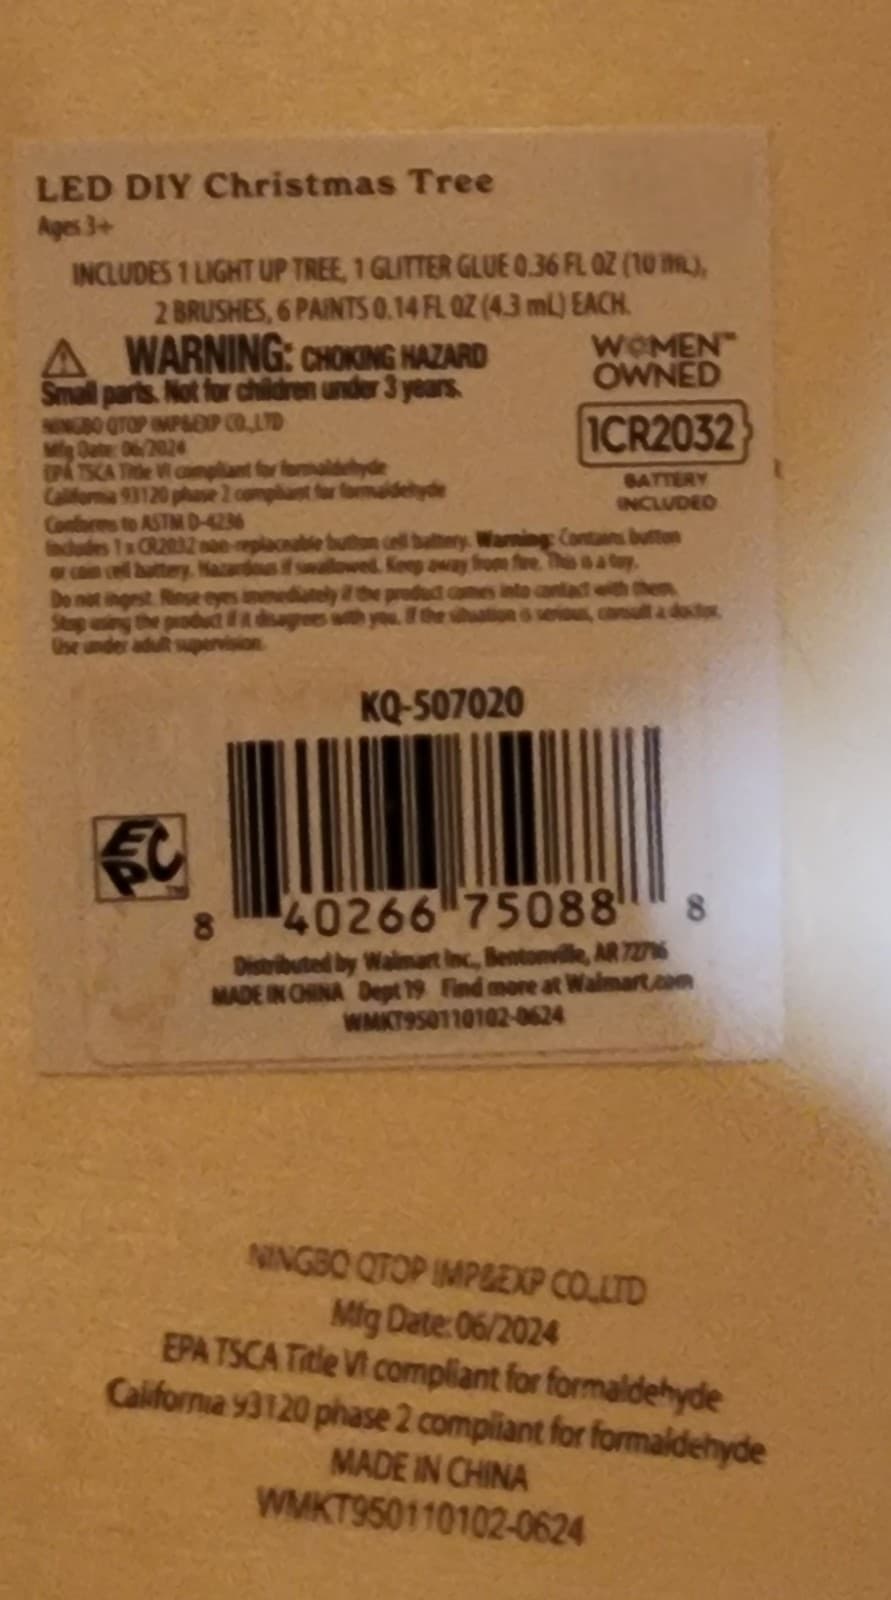 LED DIY Christmas Tree
Ages 3+
INCLUDES 1 LIGHT UP TREE, 1 GLITTER GLUE 0.36 FL OZ (10 mL),
2 BRUSHES, 6 PAINTS 0.14 FL OZ (4.3 mL) EACH.
WARNING: CHOKING HAZARD
Small parts. Not for children under 3 years.
WOMEN™
OWNED
1CR2032
BATTERY
INCLUDED
NINGBO QTOP IMP&EXP CO.,LTD
Mfg Date: 06/2024
EPA TSCA Title VI compliant for formaldehyde
California 93120 phase 2 compliant for formaldehyde
Conforms to ASTM D-4236
Includes 1 x CR2032 non-replaceable button cell battery. Warning: Contains button
or coin cell battery. Hazardous if swallowed. Keep away from fire. This is a toy.
Do not ingest. Rinse eyes immediately if the product comes into contact with them.
Stop using the product if it disagrees with you. If the situation is serious, consult a doctor.
Use under adult supervision.
KQ-507020
EPC™
8 40266 75088 8
Distributed by Walmart Inc., Bentonville, AR 72716
MADE IN CHINA Dept 19 Find more at Walmart.com
WMKT950110102-0624
NINGBO QTOP IMP&EXP CO.,LTD
Mfg Date: 06/2024
EPA TSCA Title VI compliant for formaldehyde
California 93120 phase 2 compliant for formaldehyde
MADE IN CHINA
WMKT950110102-0624